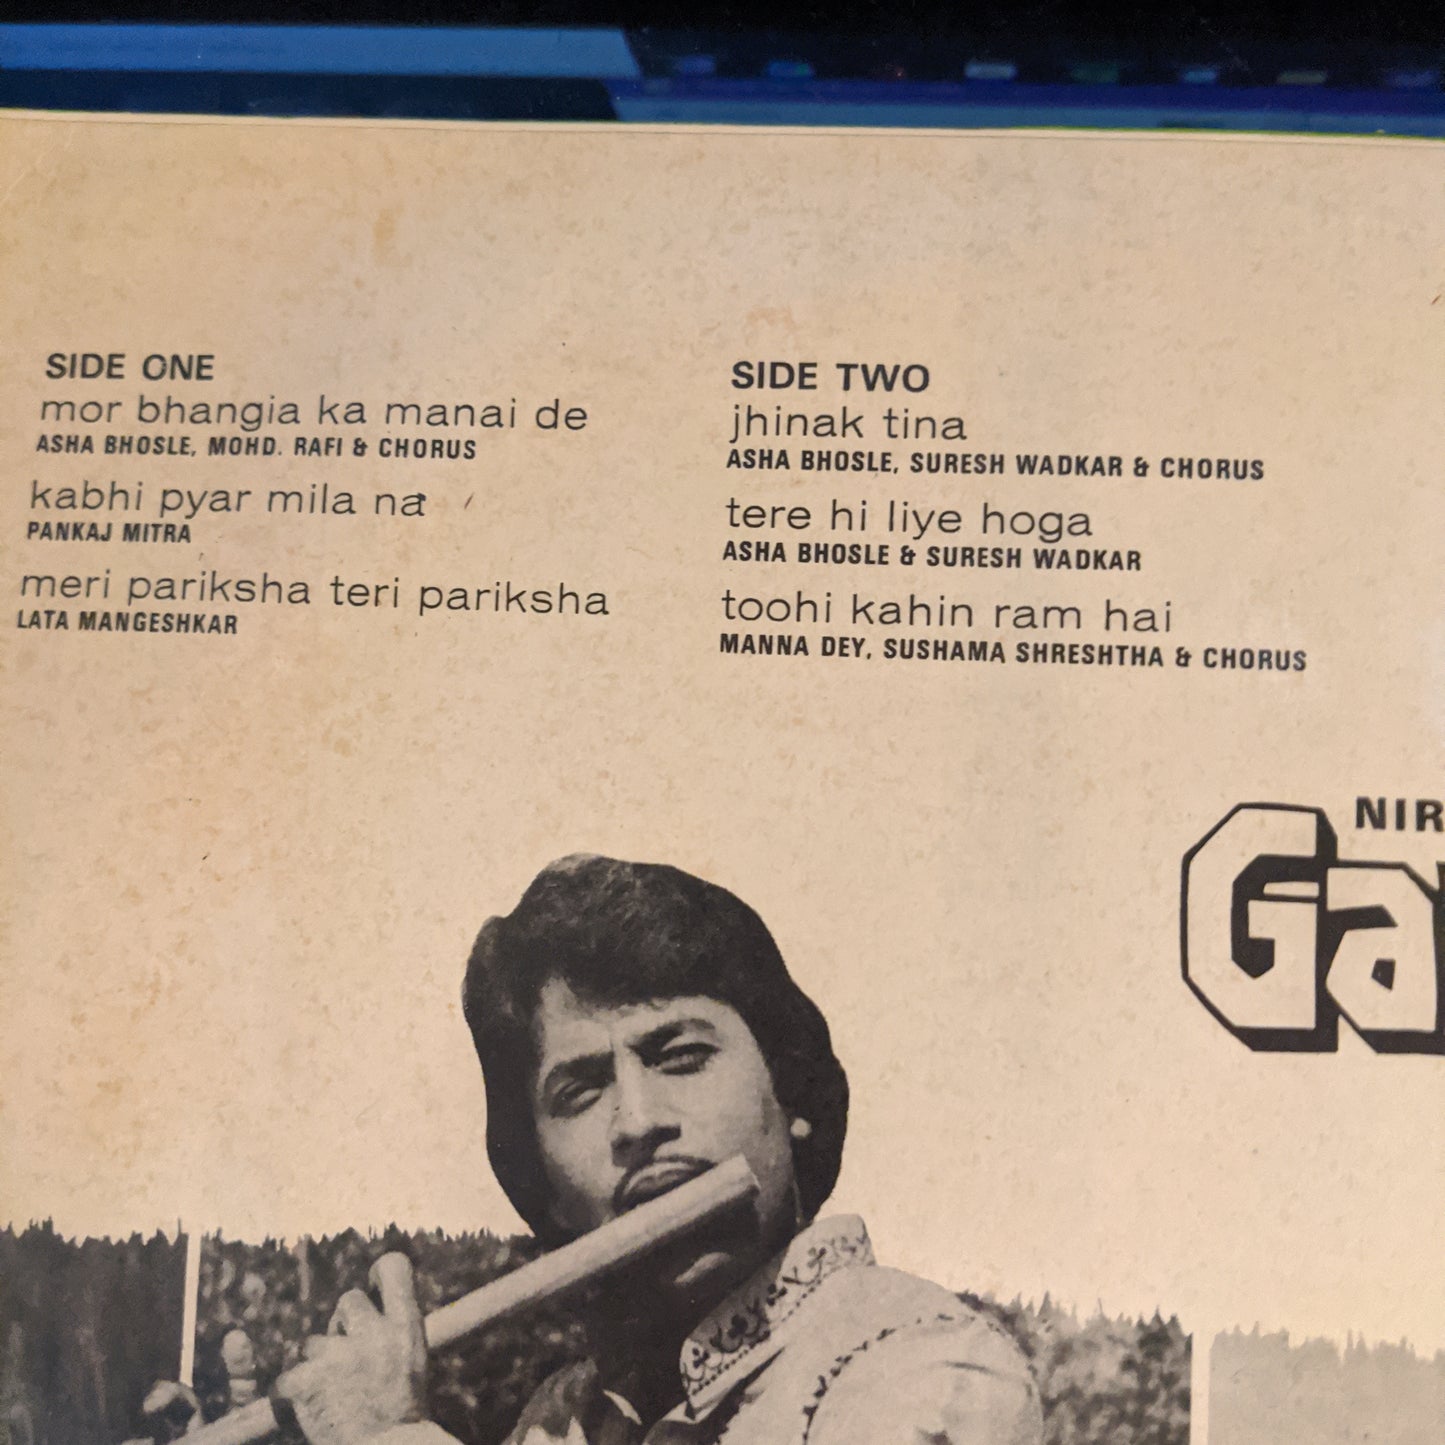 SIDE ONE
mor bhangia ka manai de
ASHA BHOSLE, MOHD. RAFI & CHORUS
kabhi pyar mila na
PANKAJ MITRA
meri pariksha teri pariksha
LATA MANGESHKAR
SIDE TWO
jhinak tina
ASHA BHOSLE, SURESH WADKAR & CHORUS
tere hi liye hoga
ASHA BHOSLE & SURESH WADKAR
toohi kahin ram hai
MANNA DEY, SUSHAMA SHRESHTHA & CHORUS
NIR
Ga